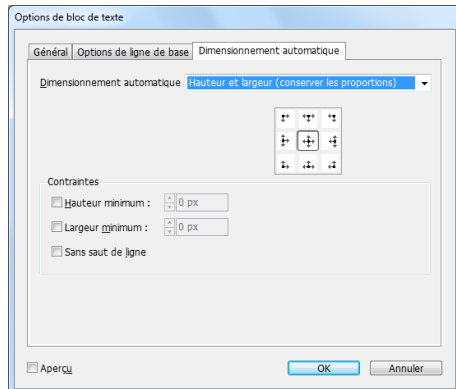 Options de bloc de texte
Général Options de ligne de base Dimensionnement automatique
Dimensionnement automatique Hauteur et largeur (conserver les proportions)
Contraintes
Hauteur minimum : 0 px
Largeur minimum : 0 px
Sans saut de ligne
Aperçu OK Annuler